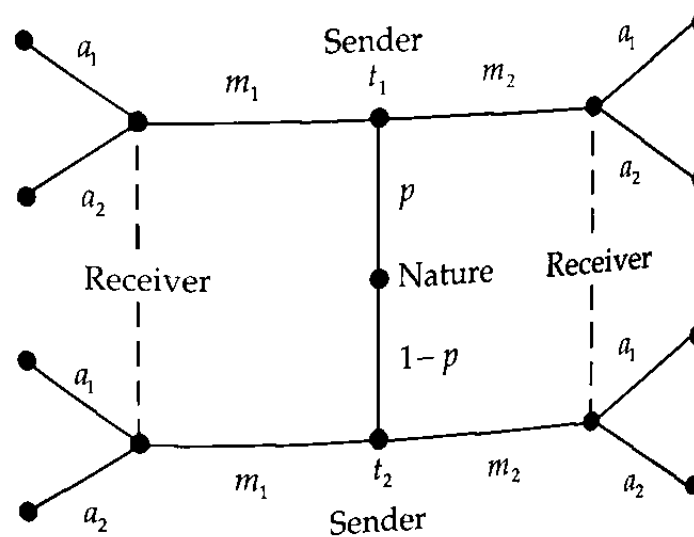 Sender
a₁ m₁ t₁ m₂ a₁
a₂ p a₂
Receiver Nature Receiver
a₁ 1−p a₁
a₂ m₁ t₂ m₂ a₂
Sender